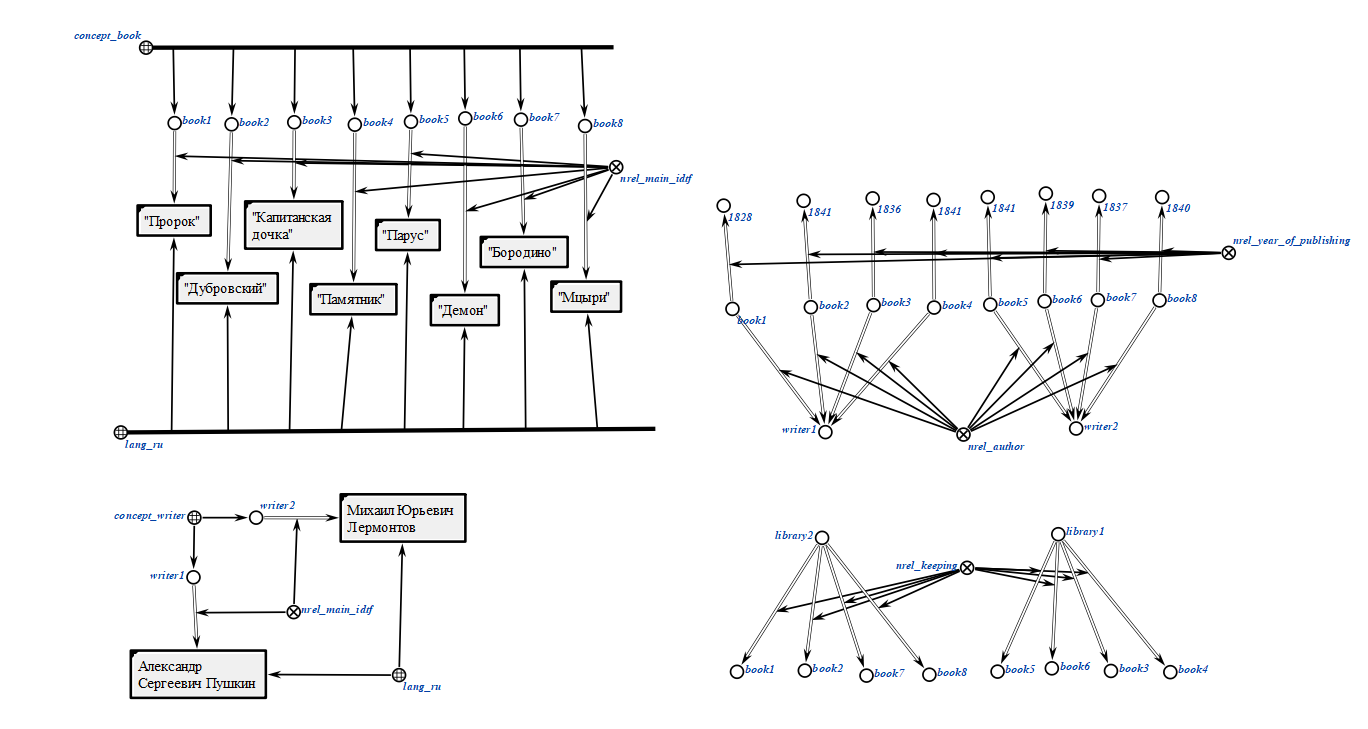 concept_book
book1
book2
book3
book4
book5
book6
book7
book8
nrel_main_idtf
"Пророк"
"Капитанская
дочка"
"Парус"
"Бородино"
"Дубровский"
"Памятник"
"Демон"
"Мцыри"
lang_ru
1828
1841
1836
1841
1841
1839
1837
1840
nrel_year_of_publishing
book1
book2
book3
book4
book5
book6
book7
book8
writer1
writer2
nrel_author
concept_writer
writer2
Михаил Юрьевич
Лермонтов
writer1
nrel_main_idtf
Александр
Сергеевич Пушкин
lang_ru
library2
library1
nrel_keeping
book1
book2
book7
book8
book5
book6
book3
book4